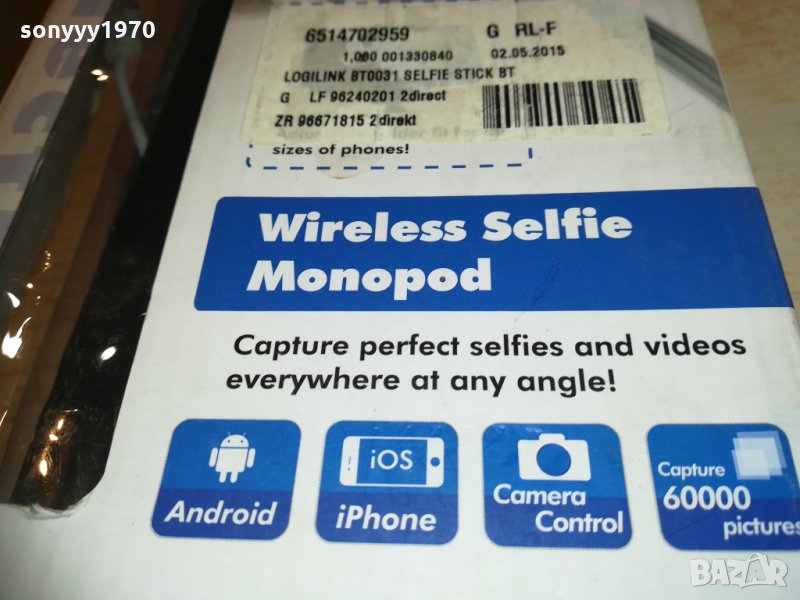 sonyyy1970
6514702959 G RL-F
1,000 001330840 02.05.2015
LOGILINK BT0031 SELFIE STICK BT
G LF 96240201 2direct
ZR 96671815 2direkt
sizes of phones!
Wireless Selfie
Monopod
Capture perfect selfies and videos
everywhere at any angle!
Android
iOS
iPhone
Camera
Control
Capture
60000
pictures
BAZAR